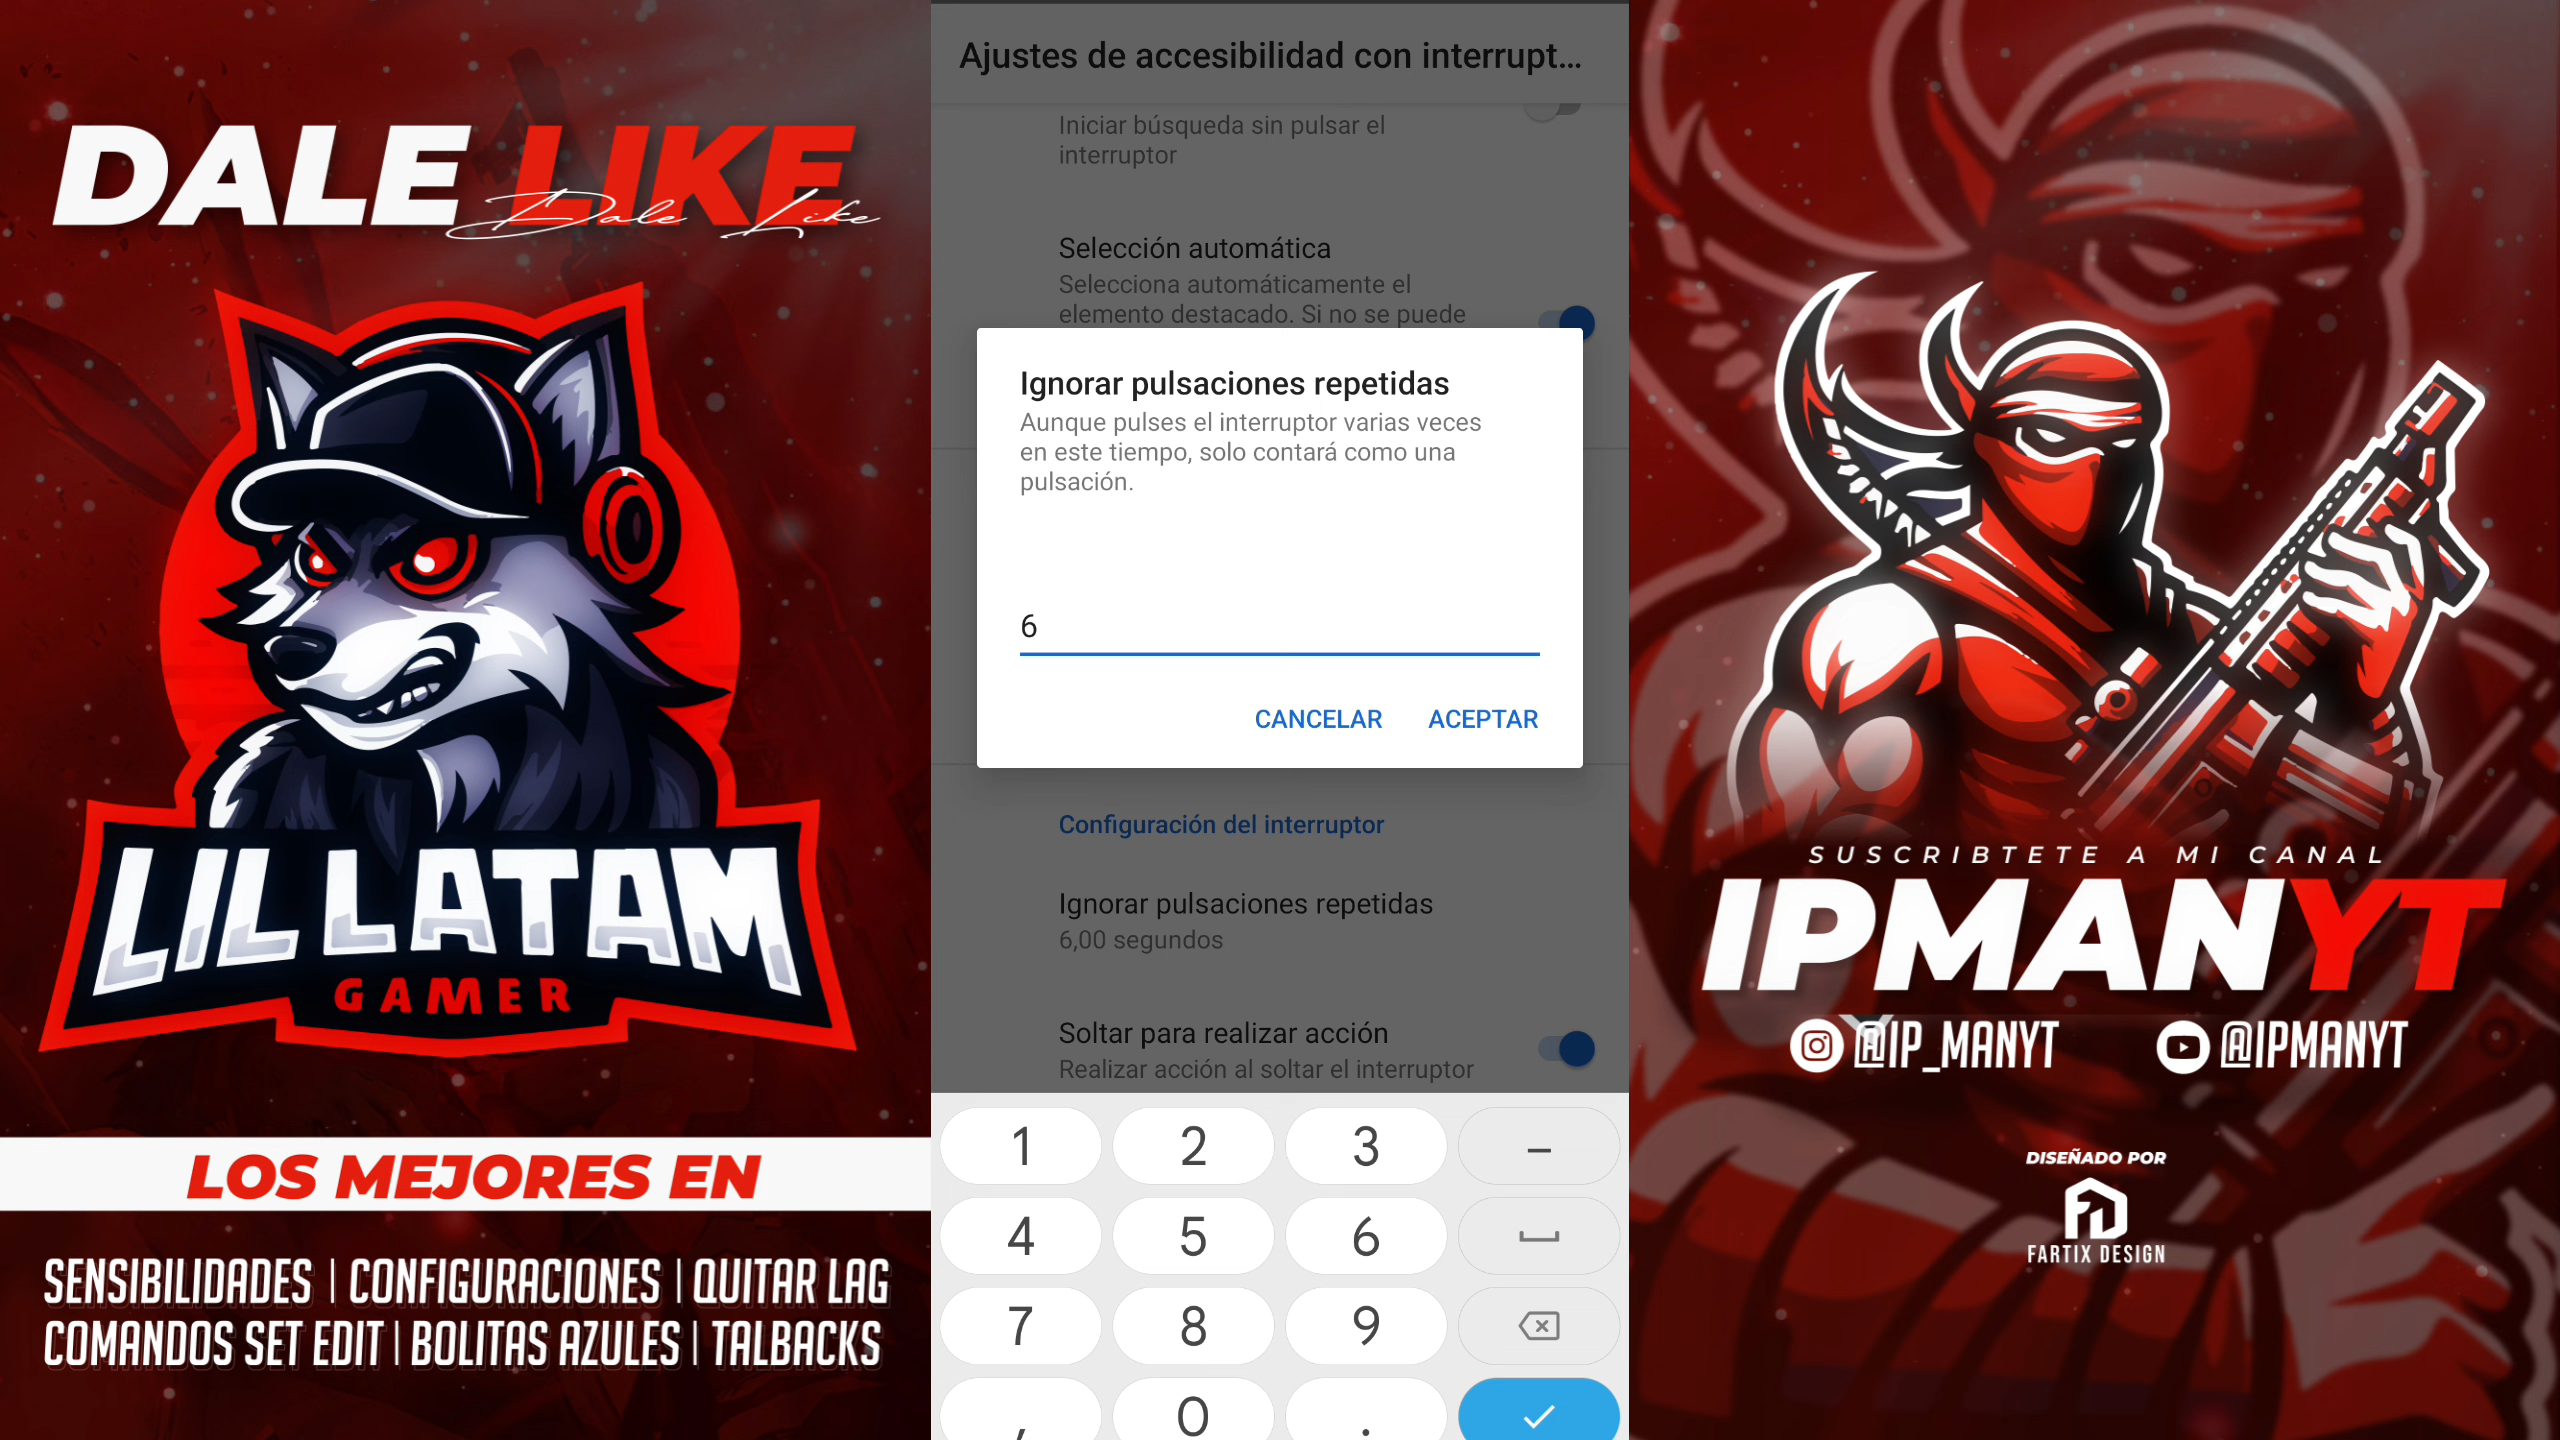 DALE LIKE
Dale Like
LIL LATAM
GAMER
LOS MEJORES EN
SENSIBILIDADES | CONFIGURACIONES | QUITAR LAG
COMANDOS SET EDIT | BOLITAS AZULES | TALBACKS
Ajustes de accesibilidad con interrupt...
Iniciar búsqueda sin pulsar el
interruptor
Selección automática
Selecciona automáticamente el
elemento destacado. Si no se puede
Ignorar pulsaciones repetidas
Aunque pulses el interruptor varias veces
en este tiempo, solo contará como una
pulsación.
6
CANCELAR ACEPTAR
Configuración del interruptor
Ignorar pulsaciones repetidas
6,00 segundos
Soltar para realizar acción
Realizar acción al soltar el interruptor
1 2 3 -
4 5 6
7 8 9
, 0 .
SUSCRIBTETE A MI CANAL
IPMANYT
@IP_MANYT @IPMANYT
DISEÑADO POR
FARTIX DESIGN